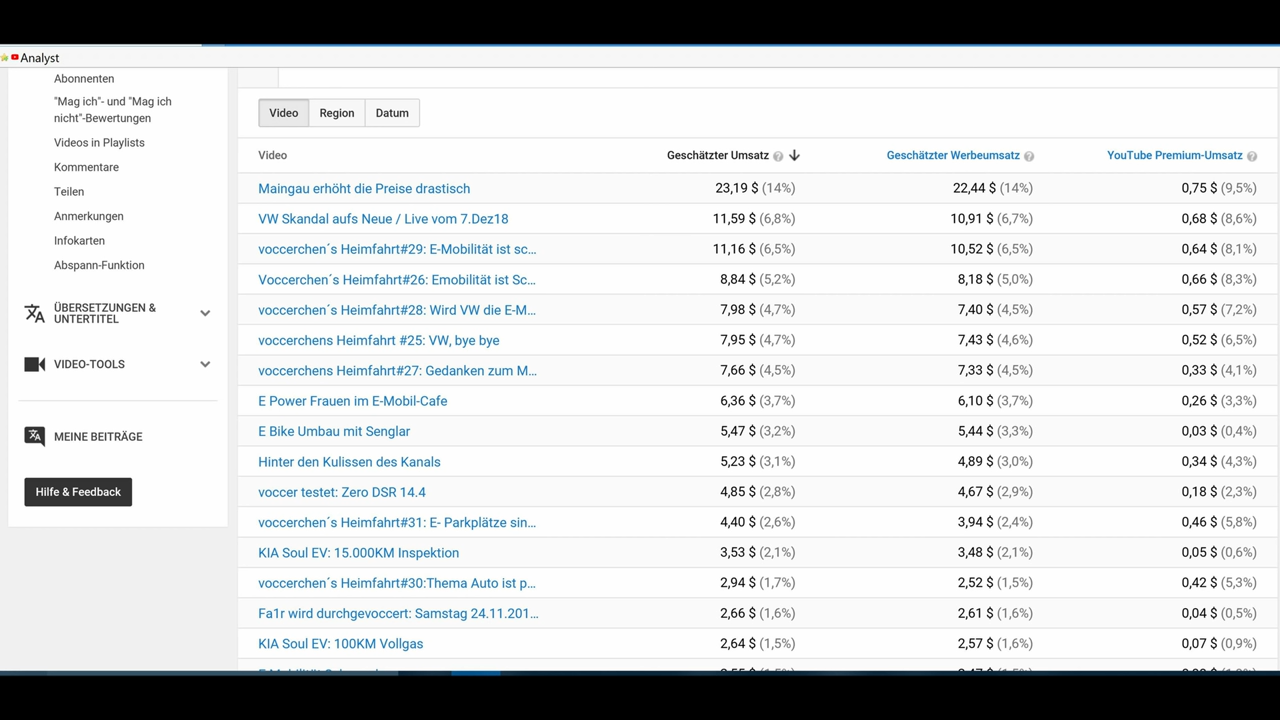 Analyst
Abonnenten
"Mag ich"- und "Mag ich
nicht"-Bewertungen
Videos in Playlists
Kommentare
Teilen
Anmerkungen
Infokarten
Abspann-Funktion
ÜBERSETZUNGEN &
UNTERTITEL
VIDEO-TOOLS
MEINE BEITRÄGE
Hilfe & Feedback
Video Region Datum
Video Geschätzter Umsatz Geschätzter Werbeumsatz YouTube Premium-Umsatz
Maingau erhöht die Preise drastisch 23,19 $ (14%) 22,44 $ (14%) 0,75 $ (9,5%)
VW Skandal aufs Neue / Live vom 7.Dez18 11,59 $ (6,8%) 10,91 $ (6,7%) 0,68 $ (8,6%)
voccerchen´s Heimfahrt#29: E-Mobilität ist sc... 11,16 $ (6,5%) 10,52 $ (6,5%) 0,64 $ (8,1%)
Voccerchen´s Heimfahrt#26: Emobilität ist Sc... 8,84 $ (5,2%) 8,18 $ (5,0%) 0,66 $ (8,3%)
voccerchen´s Heimfahrt#28: Wird VW die E-M... 7,98 $ (4,7%) 7,40 $ (4,5%) 0,57 $ (7,2%)
voccerchens Heimfahrt #25: VW, bye bye 7,95 $ (4,7%) 7,43 $ (4,6%) 0,52 $ (6,5%)
voccerchens Heimfahrt#27: Gedanken zum M... 7,66 $ (4,5%) 7,33 $ (4,5%) 0,33 $ (4,1%)
E Power Frauen im E-Mobil-Cafe 6,36 $ (3,7%) 6,10 $ (3,7%) 0,26 $ (3,3%)
E Bike Umbau mit Senglar 5,47 $ (3,2%) 5,44 $ (3,3%) 0,03 $ (0,4%)
Hinter den Kulissen des Kanals 5,23 $ (3,1%) 4,89 $ (3,0%) 0,34 $ (4,3%)
voccer testet: Zero DSR 14.4 4,85 $ (2,8%) 4,67 $ (2,9%) 0,18 $ (2,3%)
voccerchen´s Heimfahrt#31: E- Parkplätze sin... 4,40 $ (2,6%) 3,94 $ (2,4%) 0,46 $ (5,8%)
KIA Soul EV: 15.000KM Inspektion 3,53 $ (2,1%) 3,48 $ (2,1%) 0,05 $ (0,6%)
voccerchen´s Heimfahrt#30:Thema Auto ist p... 2,94 $ (1,7%) 2,52 $ (1,5%) 0,42 $ (5,3%)
Fa1r wird durchgevoccert: Samstag 24.11.201... 2,66 $ (1,6%) 2,61 $ (1,6%) 0,04 $ (0,5%)
KIA Soul EV: 100KM Vollgas 2,64 $ (1,5%) 2,57 $ (1,6%) 0,07 $ (0,9%)